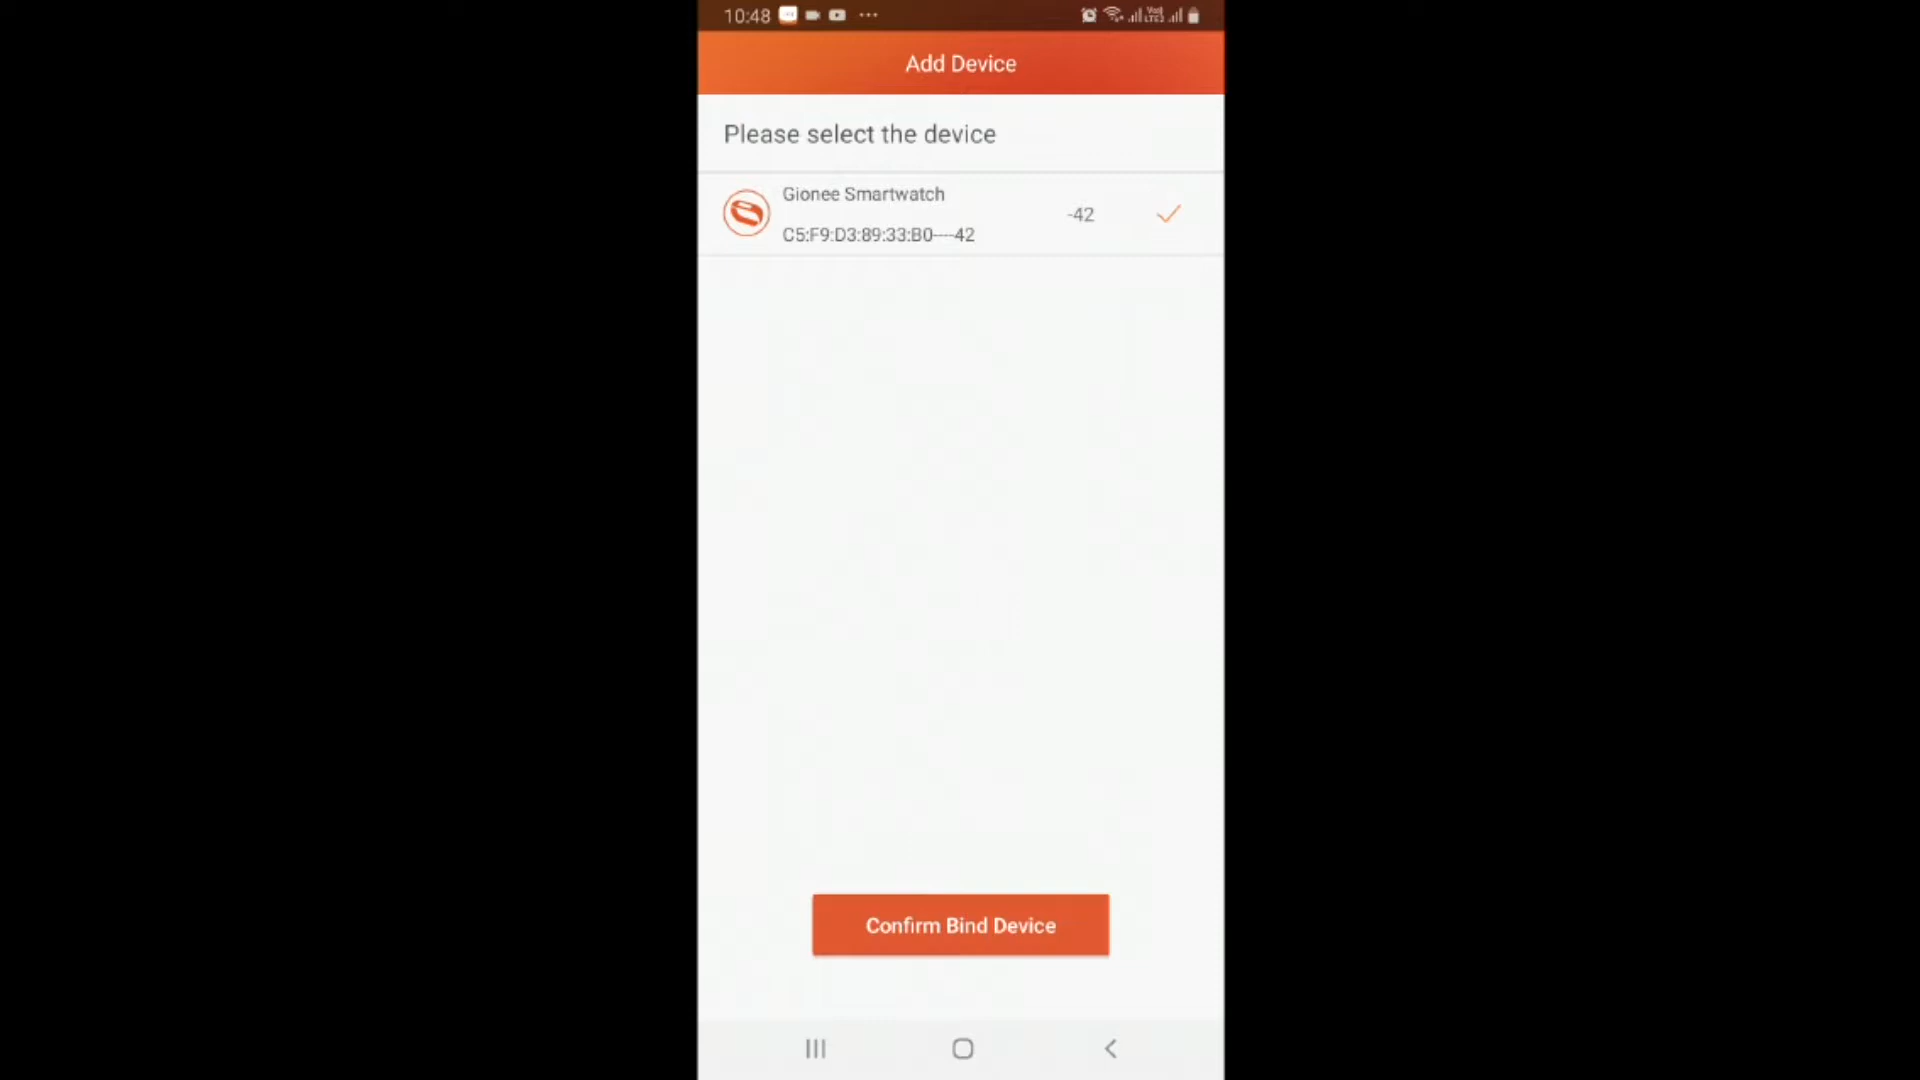 10:48
Add Device
Please select the device
Gionee Smartwatch
-42
C5:F9:D3:89:33:B0----42
Confirm Bind Device